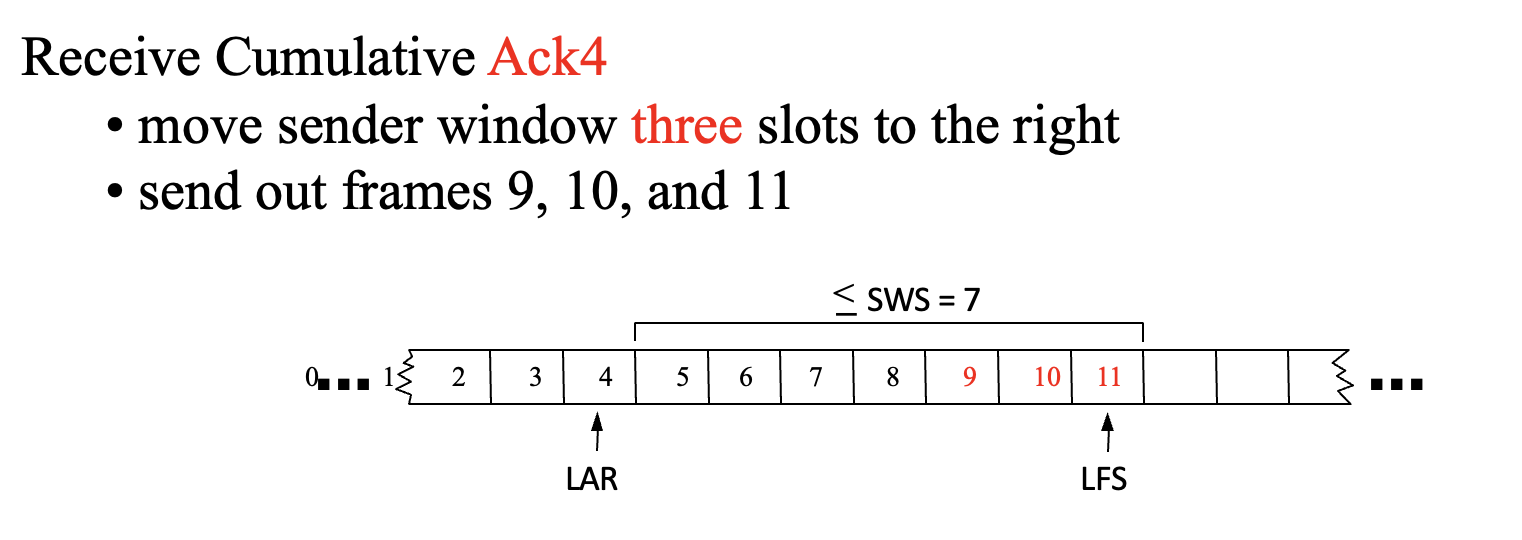 Receive Cumulative Ack4
• move sender window three slots to the right
• send out frames 9, 10, and 11
≤ SWS = 7
0 ... 1 2 3 4 5 6 7 8 9 10 11 ...
LAR LFS